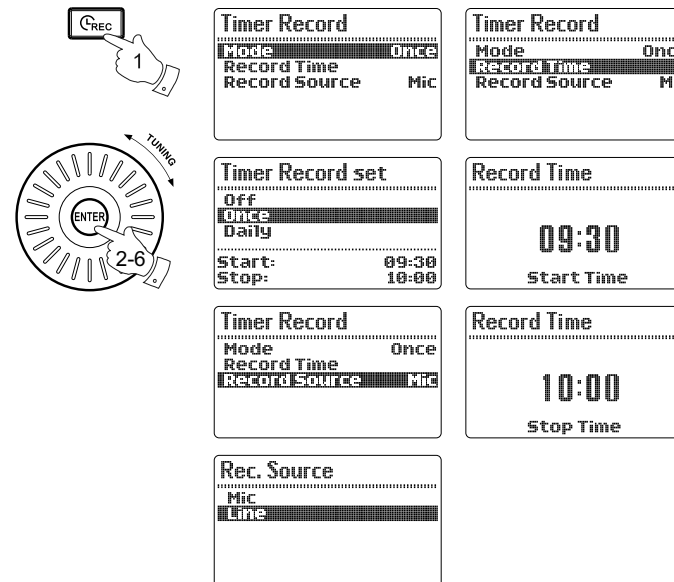 REC
1
TUNING
ENTER
2-6
Timer Record
Mode Once
Record Time
Record Source Mic
Timer Record
Mode Onc
Record Time
Record Source M
Timer Record set
Off
Once
Daily
Start: 09:30
Stop: 10:00
Record Time
09:30
Start Time
Timer Record
Mode Once
Record Time
Record Source Mic
Record Time
10:00
Stop Time
Rec. Source
Mic
Line